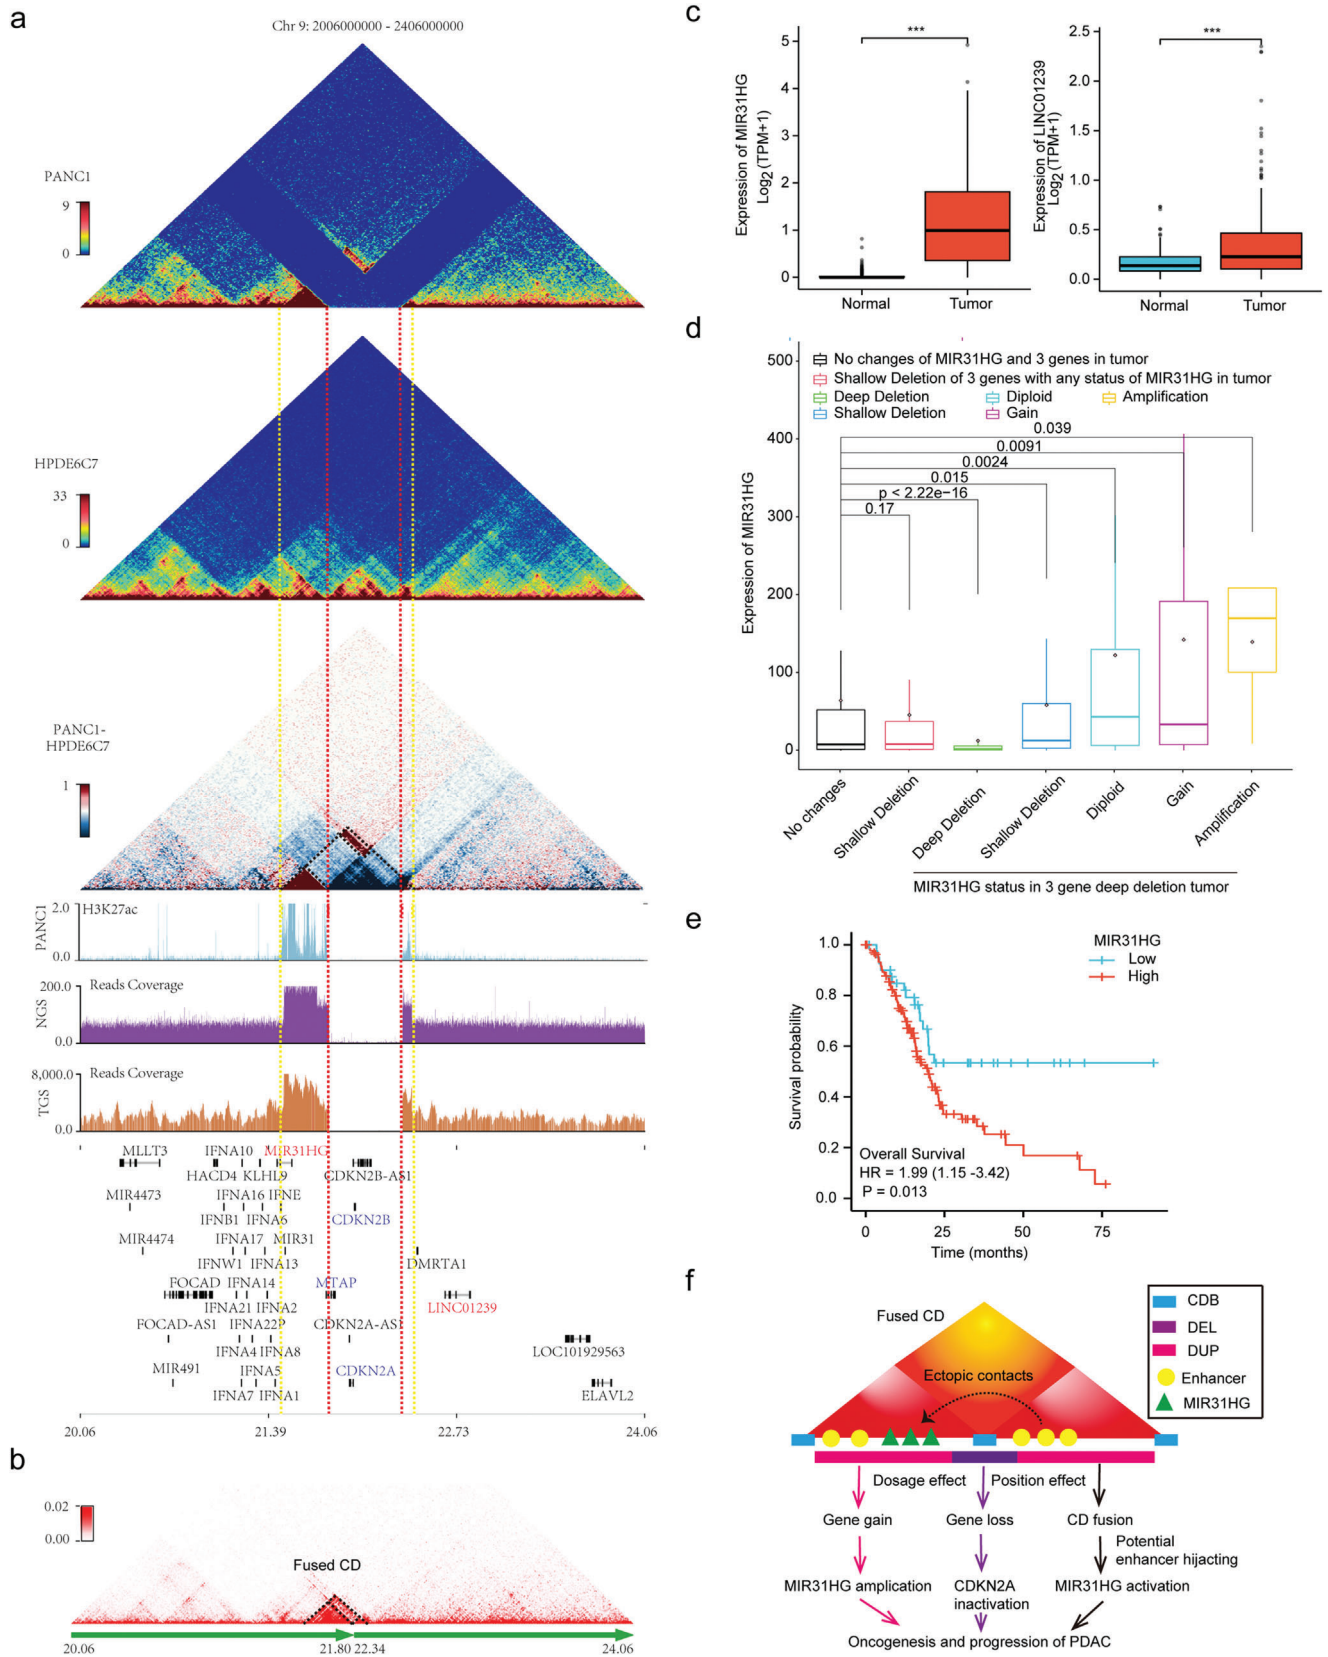 a
Chr 9: 2006000000 - 2406000000
PANC1
9
0
HPDE6C7
33
0
PANC1-
HPDE6C7
1
PANC1
2.0
0.0
H3K27ac
NGS
200.0
0.0
Reads Coverage
TGS
8,000.0
0.0
Reads Coverage
MLLT3 IFNA10 MIR31HG
HACD4 KLHL9 CDKN2B-AS1
MIR4473 IFNA16 IFNE
IFNB1 IFNA6 CDKN2B
MIR4474 IFNA17 MIR31
IFNW1 IFNA13 DMRTA1
FOCAD IFNA14 MTAP
IFNA21 IFNA2 LINC01239
FOCAD-AS1 IFNA22P CDKN2A-AS1
IFNA4 IFNA8 LOC101929563
MIR491 IFNA5 CDKN2A
IFNA7 IFNA1 ELAVL2
20.06 21.39 22.73 24.06
b
0.02
0.00
Fused CD
20.06 21.80 22.34 24.06
c
Expression of MIR31HG
Log2 (TPM+1)
5
4
3
2
1
0
***
Normal Tumor
Expression of LINC01239
Log2 (TPM+1)
2.5
2.0
1.5
1.0
0.5
0.0
***
Normal Tumor
d
Expression of MIR31HG
500
400
300
200
100
0
No changes of MIR31HG and 3 genes in tumor
Shallow Deletion of 3 genes with any status of MIR31HG in tumor
Deep Deletion Diploid Amplification
Shallow Deletion Gain
0.039
0.0091
0.0024
0.015
p < 2.22e−16
0.17
No changes
Shallow Deletion
Deep Deletion
Shallow Deletion
Diploid
Gain
Amplification
MIR31HG status in 3 gene deep deletion tumor
e
Survival probability
1.0
0.8
0.6
0.4
0.2
0.0
MIR31HG
Low
High
Overall Survival
HR = 1.99 (1.15 -3.42)
P = 0.013
0 25 50 75
Time (months)
f
Fused CD
Ectopic contacts
CDB
DEL
DUP
Enhancer
MIR31HG
Dosage effect Position effect
Gene gain Gene loss CD fusion
Potential
enhancer hijacting
MIR31HG amplication CDKN2A MIR31HG activation
inactivation
Oncogenesis and progression of PDAC